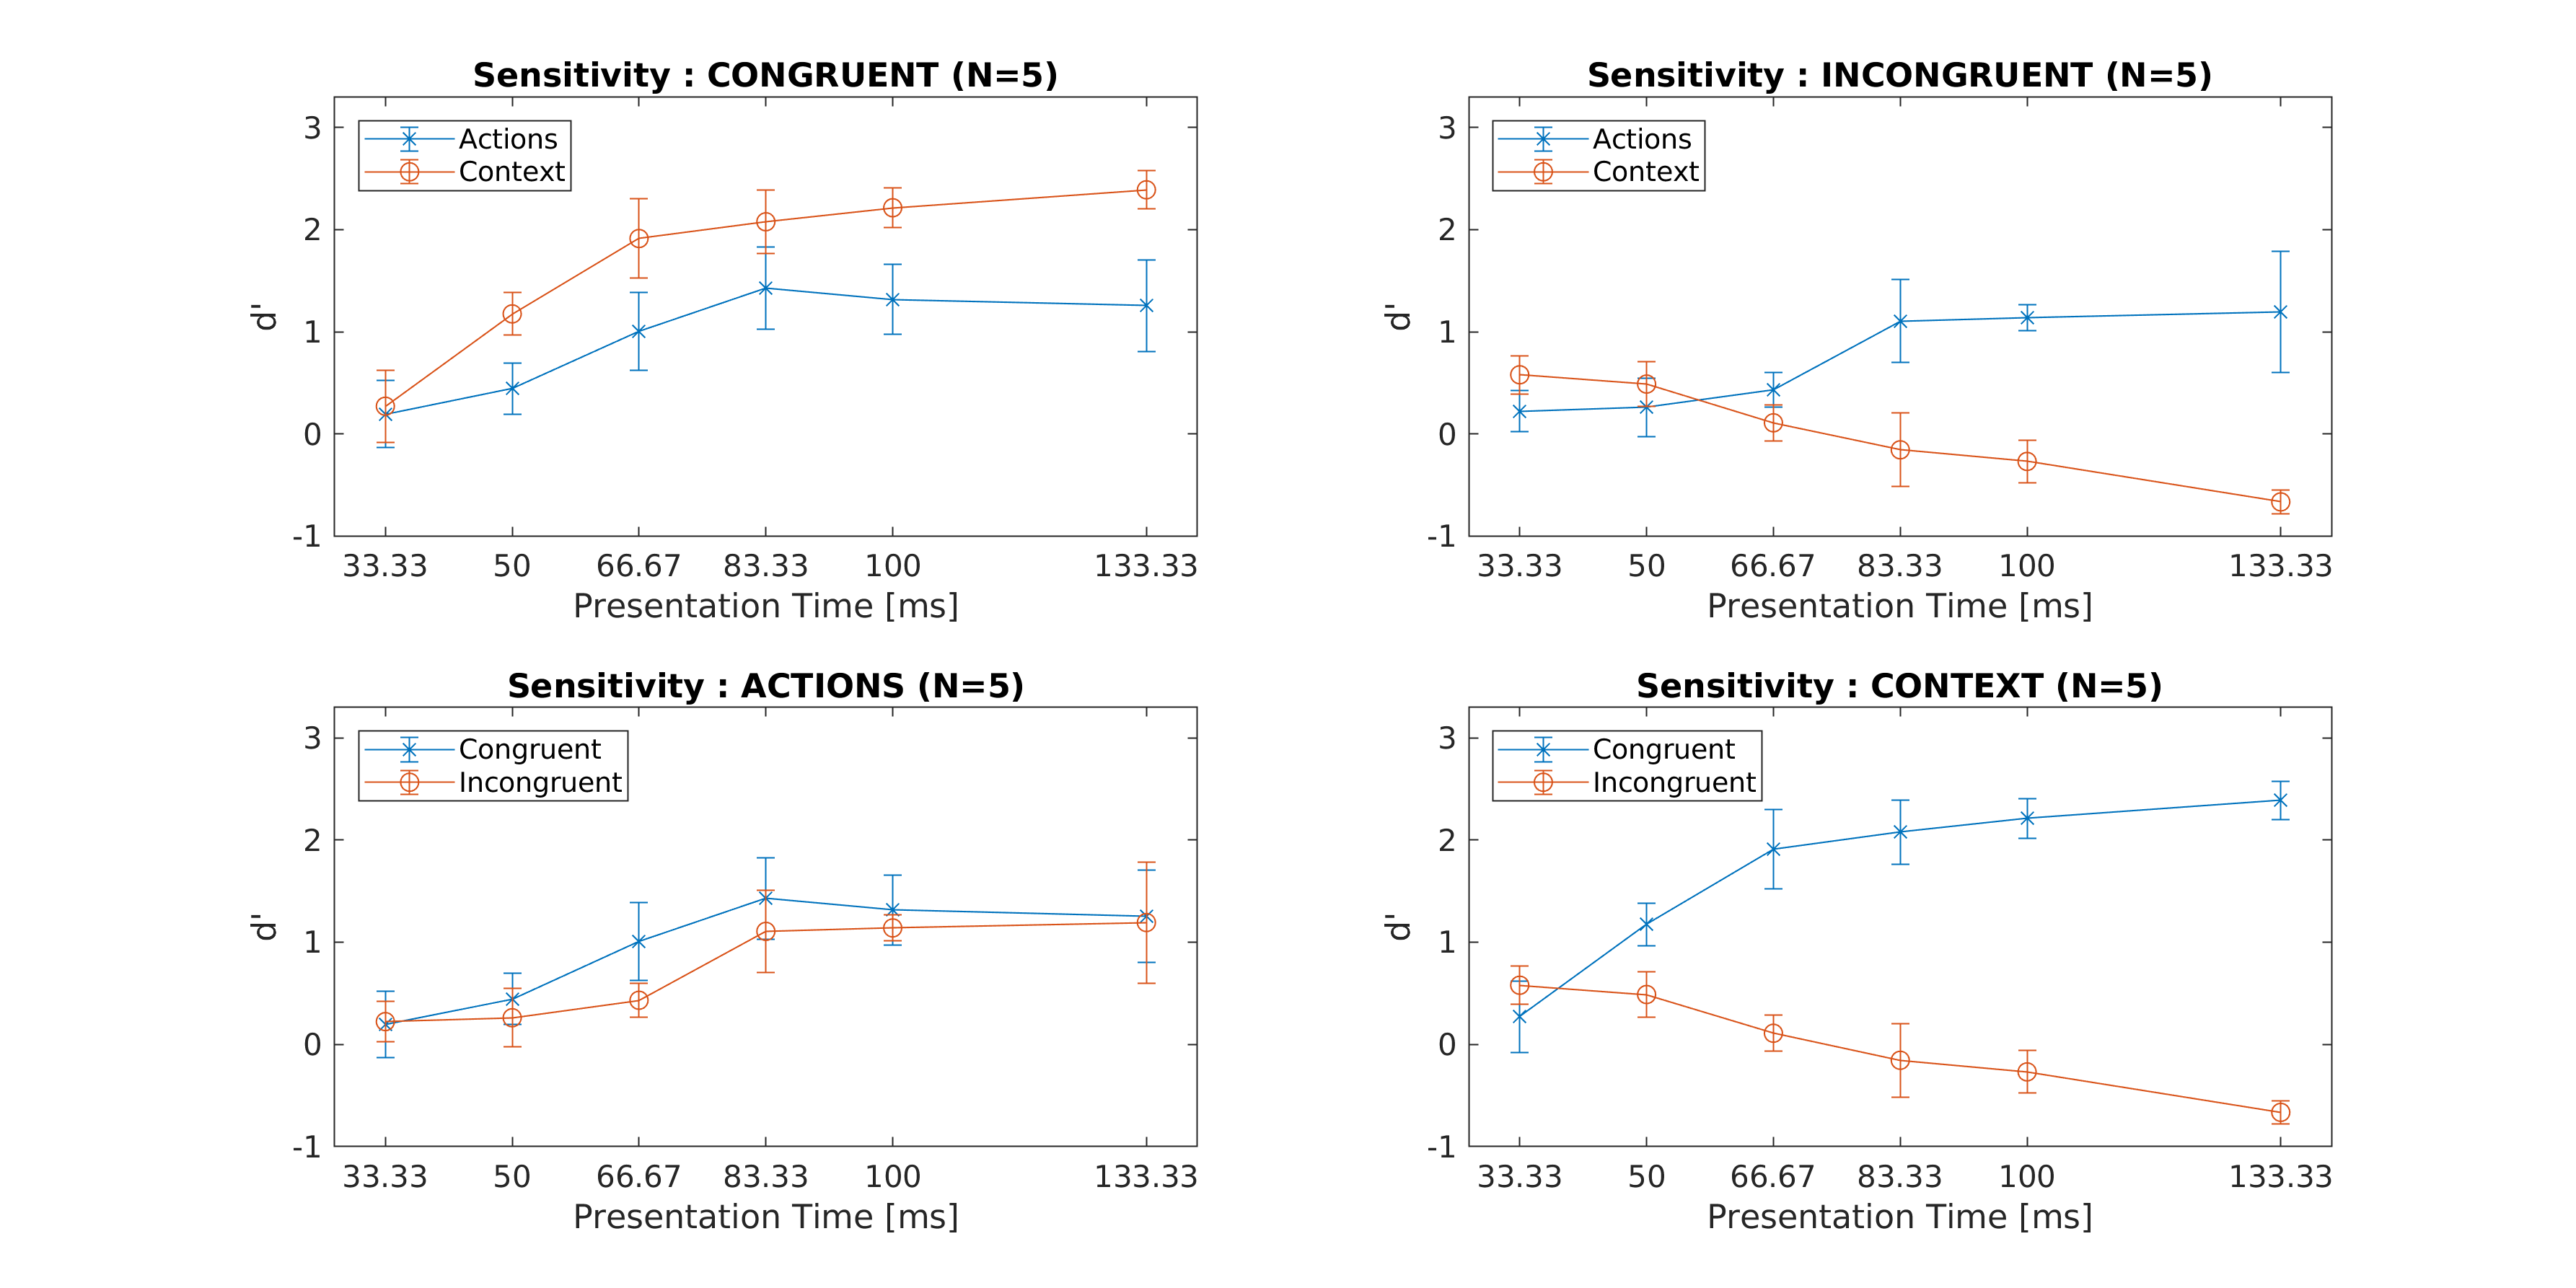 Sensitivity : CONGRUENT (N=5)
3
2
1
0
-1
d'
Actions
Context
33.33 50 66.67 83.33 100 133.33
Presentation Time [ms]
Sensitivity : INCONGRUENT (N=5)
3
2
1
0
-1
d'
Actions
Context
33.33 50 66.67 83.33 100 133.33
Presentation Time [ms]
Sensitivity : ACTIONS (N=5)
3
2
1
0
-1
d'
Congruent
Incongruent
33.33 50 66.67 83.33 100 133.33
Presentation Time [ms]
Sensitivity : CONTEXT (N=5)
3
2
1
0
-1
d'
Congruent
Incongruent
33.33 50 66.67 83.33 100 133.33
Presentation Time [ms]